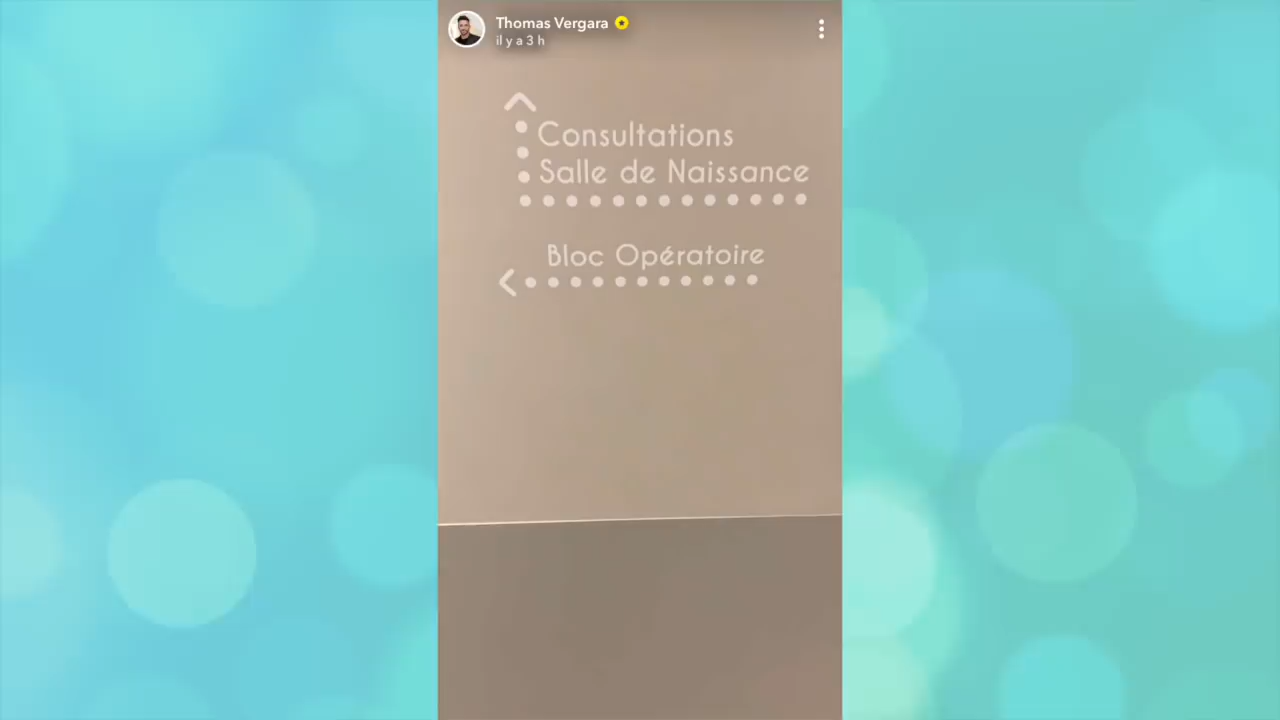 Thomas Vergara
il y a 3 h
Consultations
Salle de Naissance
Bloc Opératoire